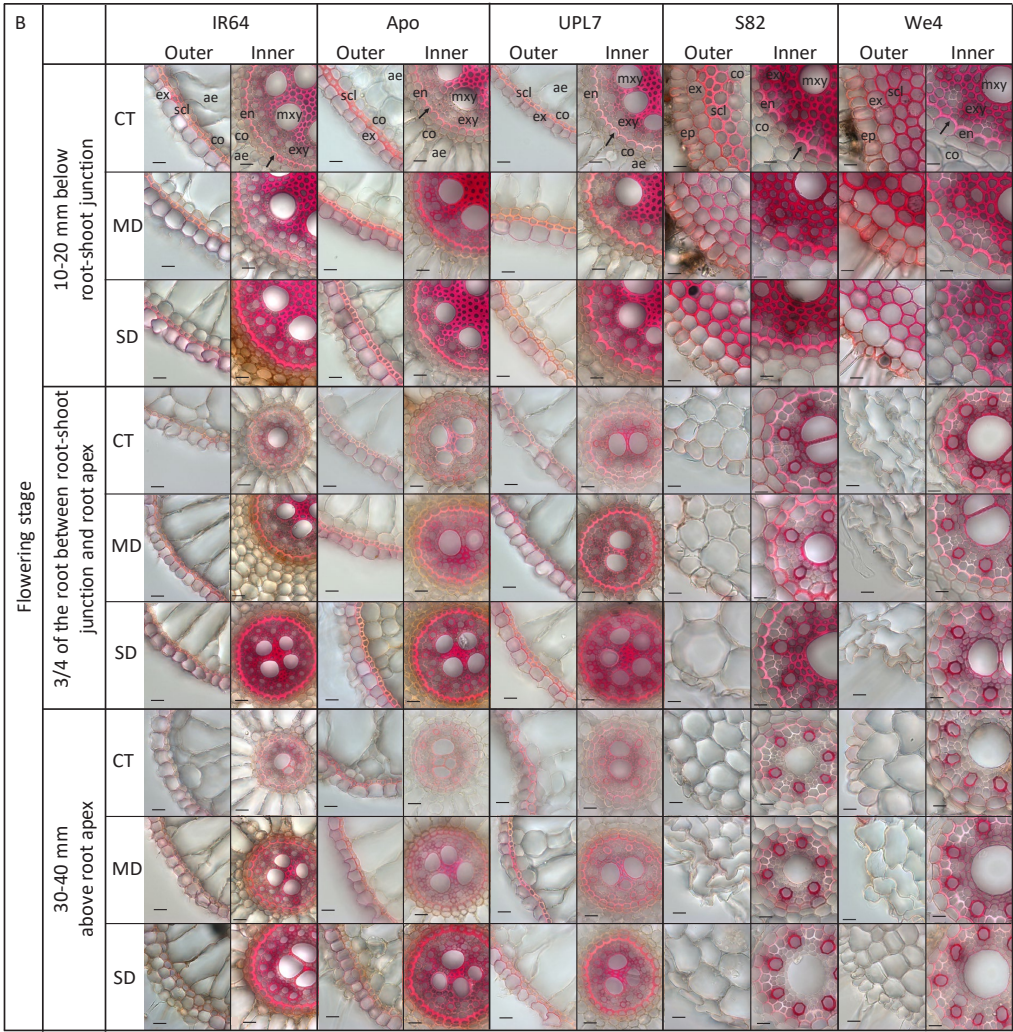 B
IR64 Apo UPL7 S82 We4
Outer Inner Outer Inner Outer Inner Outer Inner Outer Inner
Flowering stage
10-20 mm below
root-shoot junction
CT
ex scl ae co
en mxy co exy ae
scl ae co ex
en mxy exy co ae
scl ae ex co
mxy en exy co ae
co ex scl ep
exy mxy en co
scl ex ep
mxy exy en co
MD
SD
3/4 of the root between root-shoot
junction and root apex
CT
MD
SD
30-40 mm
above root apex
CT
MD
SD